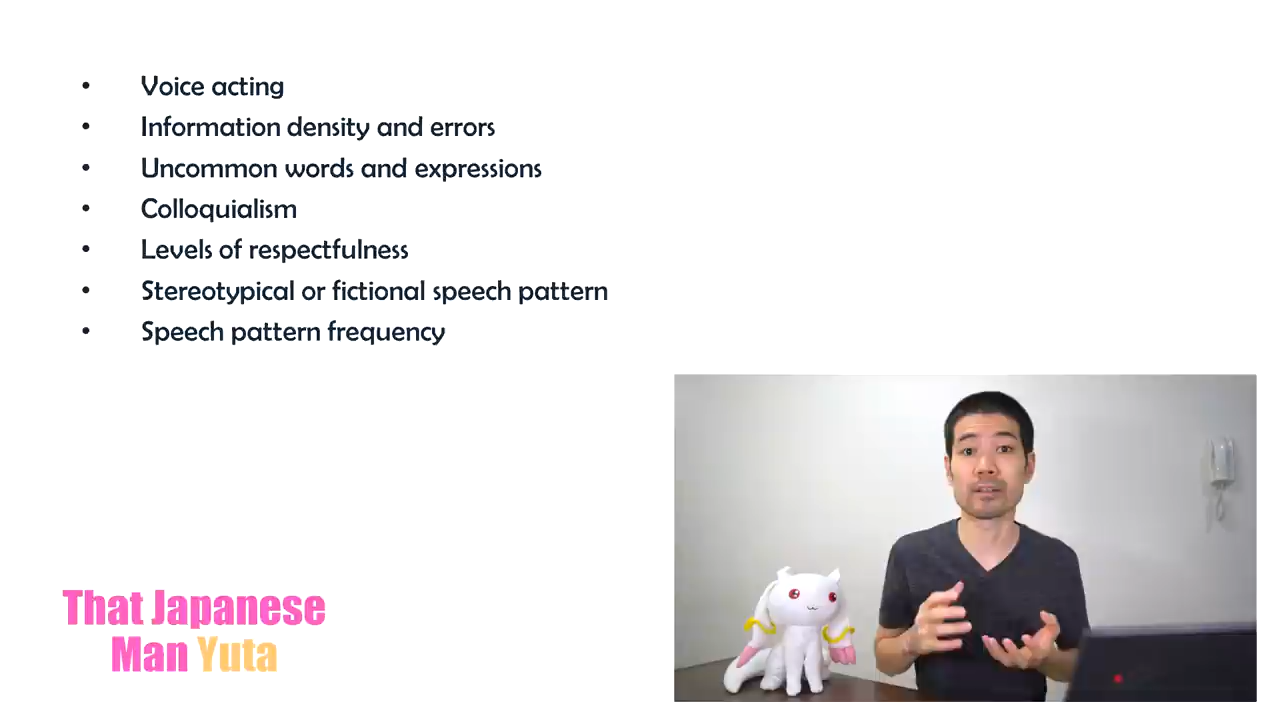 • Voice acting
• Information density and errors
• Uncommon words and expressions
• Colloquialism
• Levels of respectfulness
• Stereotypical or fictional speech pattern
• Speech pattern frequency
That Japanese
Man Yuta